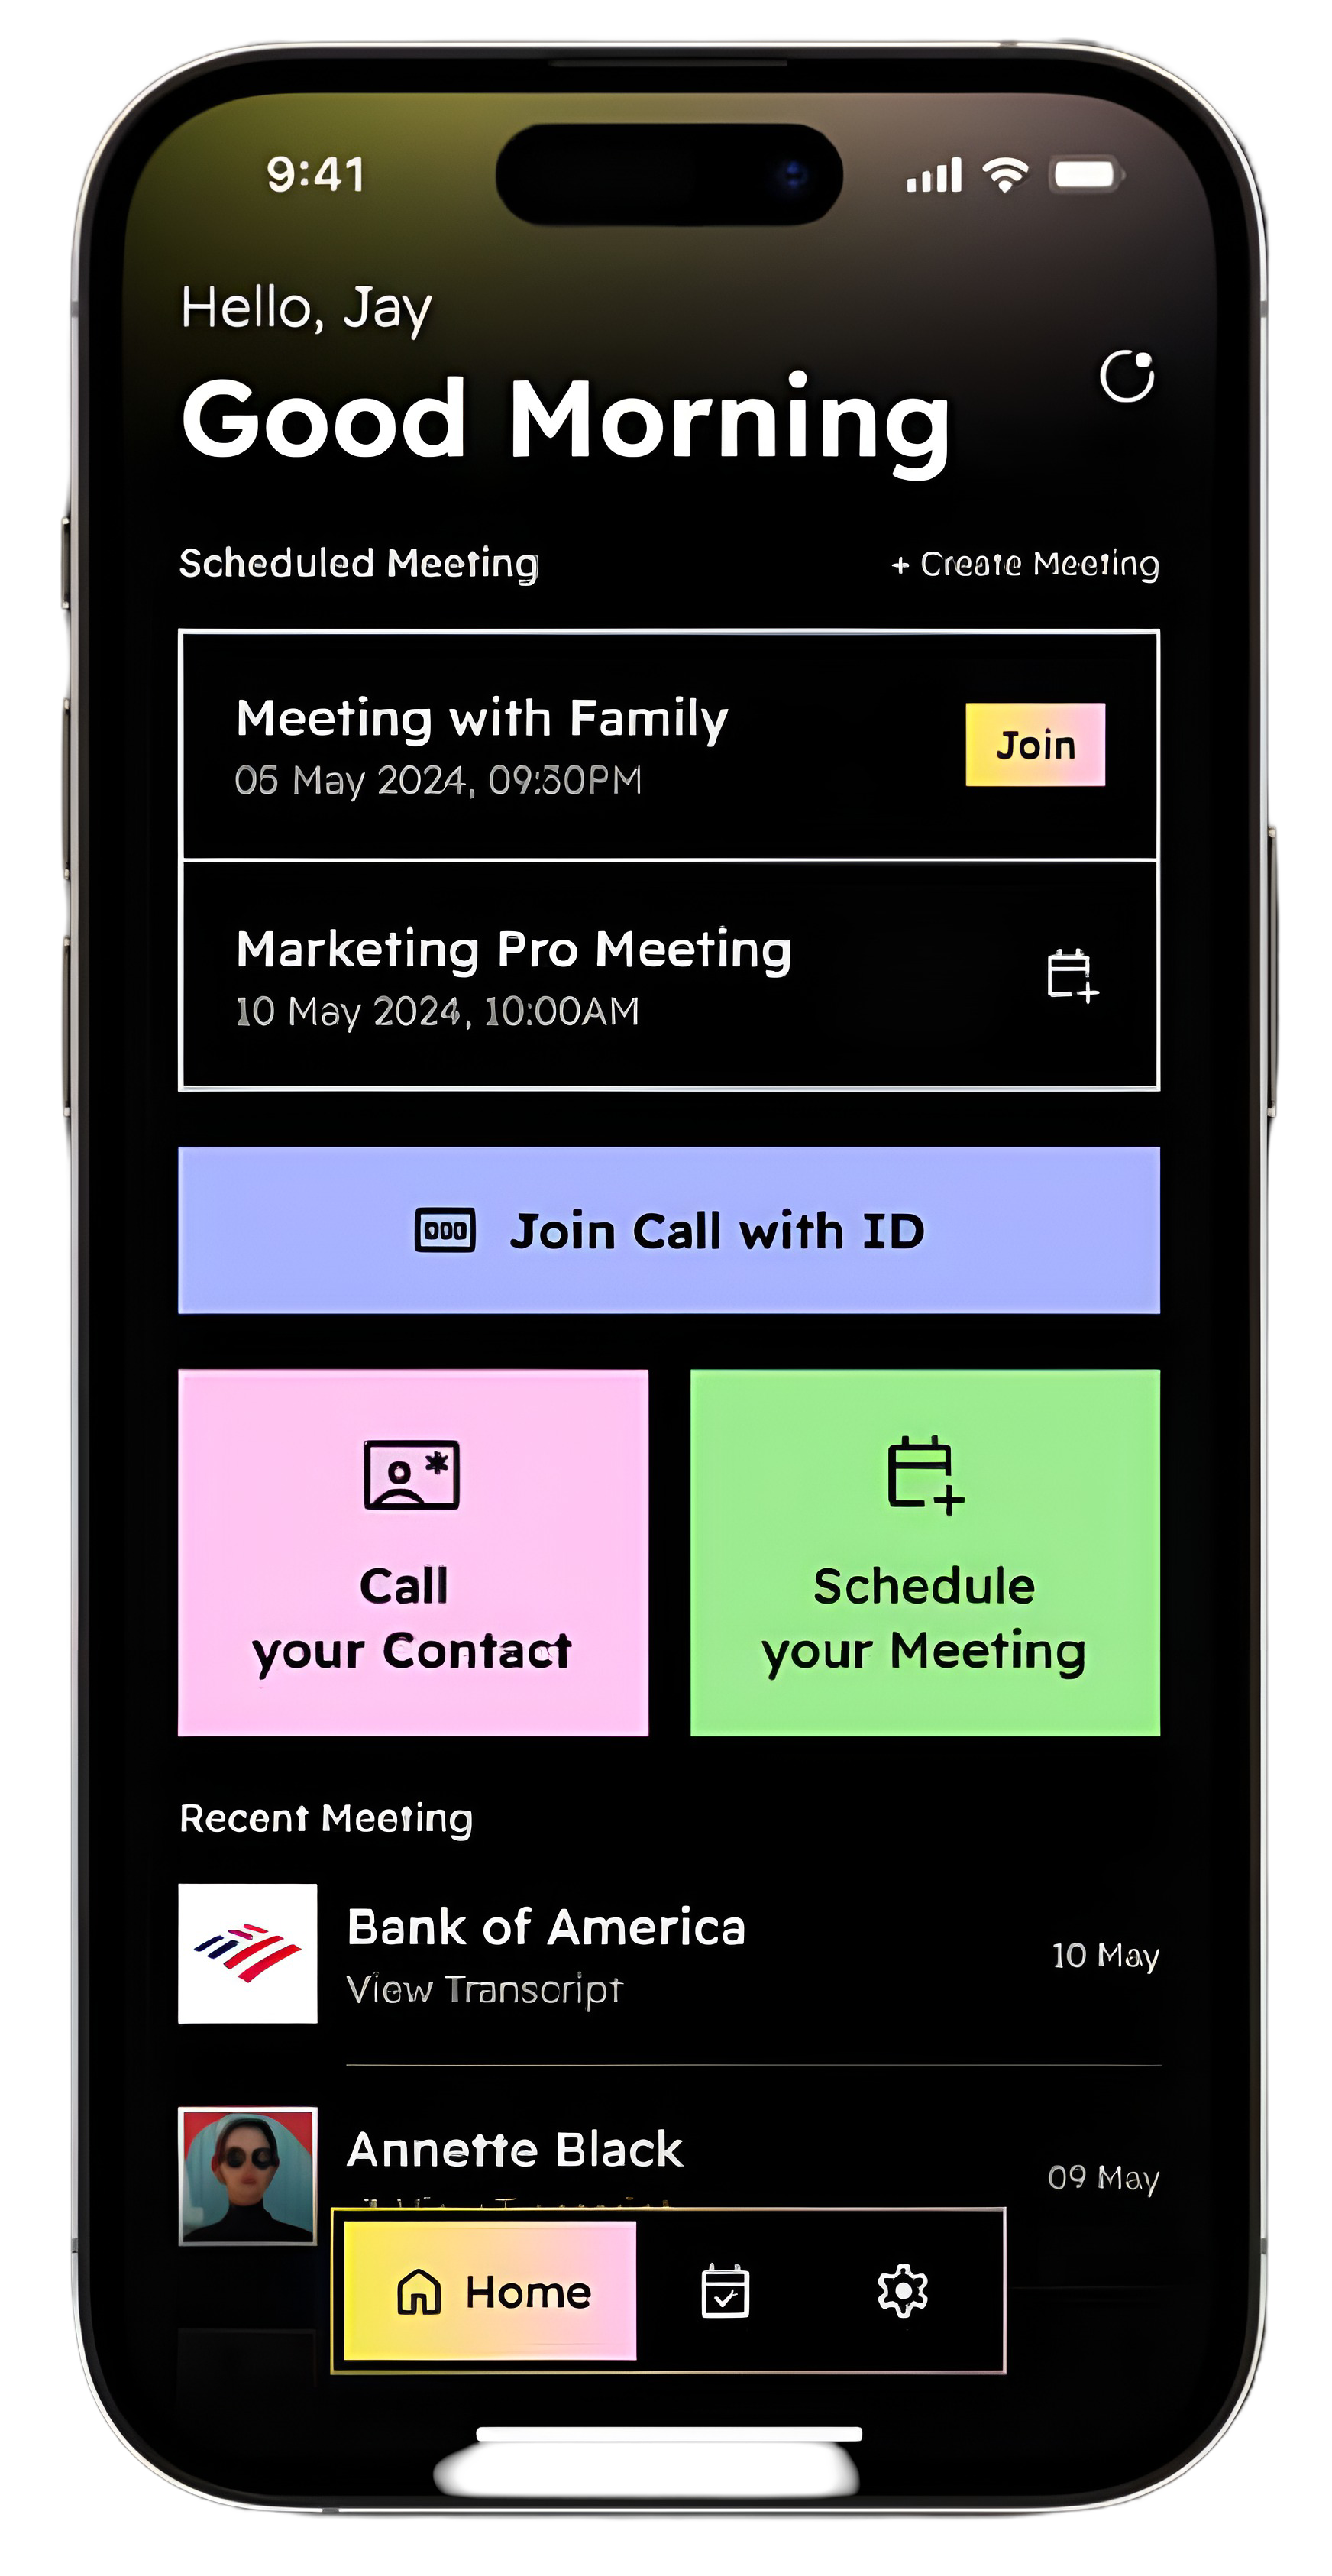 9:41
Hello, Jay
Good Morning
Scheduled Meeting
+ Create Meeting
Meeting with Family
05 May 2024, 09:30PM
Join
Marketing Pro Meeting
10 May 2024, 10:00AM
Join Call with ID
Call
your Contact
Schedule
your Meeting
Recent Meeting
Bank of America
View Transcript
10 May
Annette Black
09 May
Home